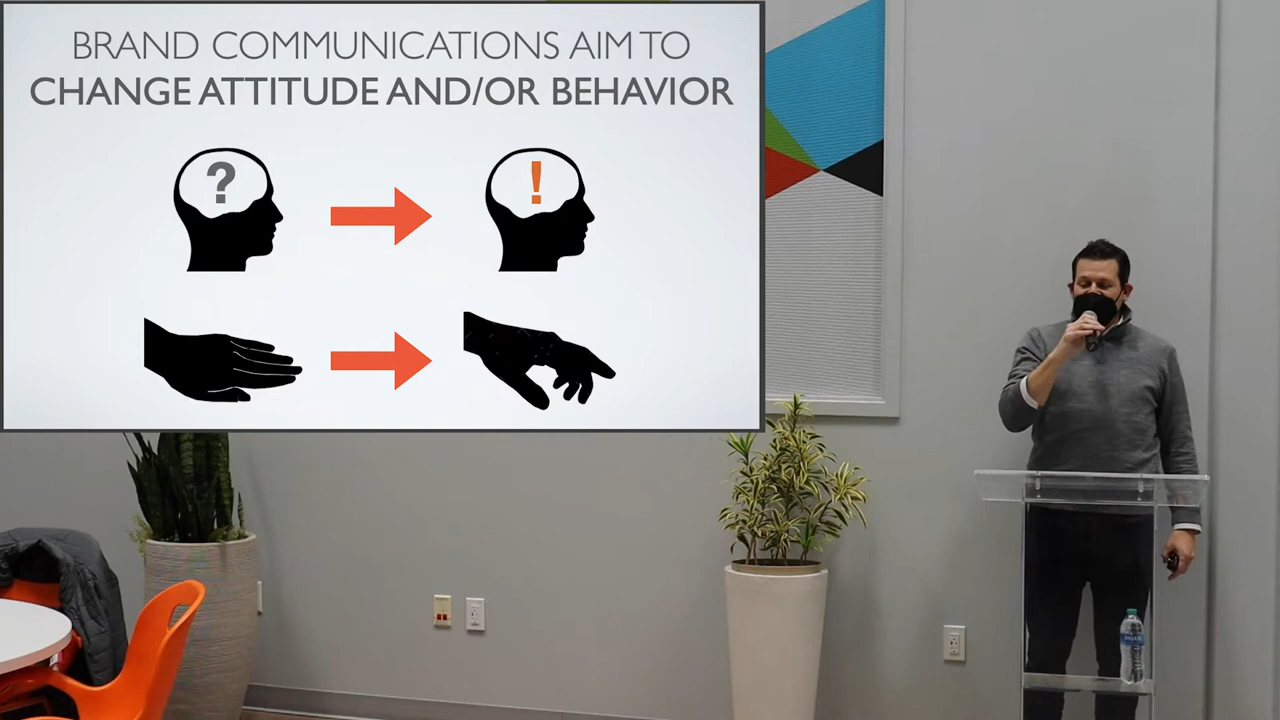 BRAND COMMUNICATIONS AIM TO
CHANGE ATTITUDE AND/OR BEHAVIOR
?
!